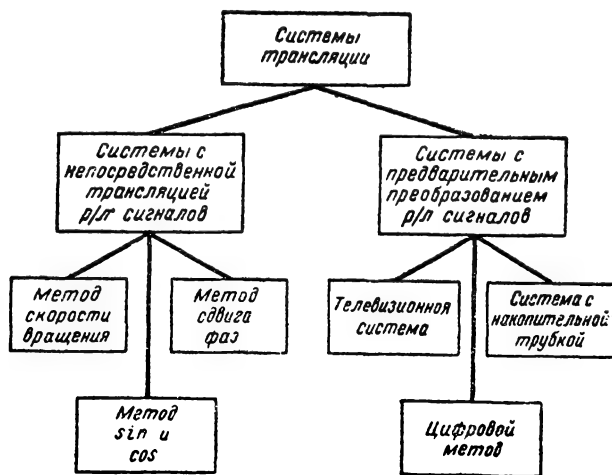 Системы
трансляции
Системы с
непосредственной
трансляцией
р/л сигналов
Системы с
предварительным
преобразованием
р/л сигналов
Метод
скорости
вращения
Метод
сдвига
фаз
Телевизионная
система
Система с
накопительной
трубкой
Метод
sin и
cos
Цифровой
метод